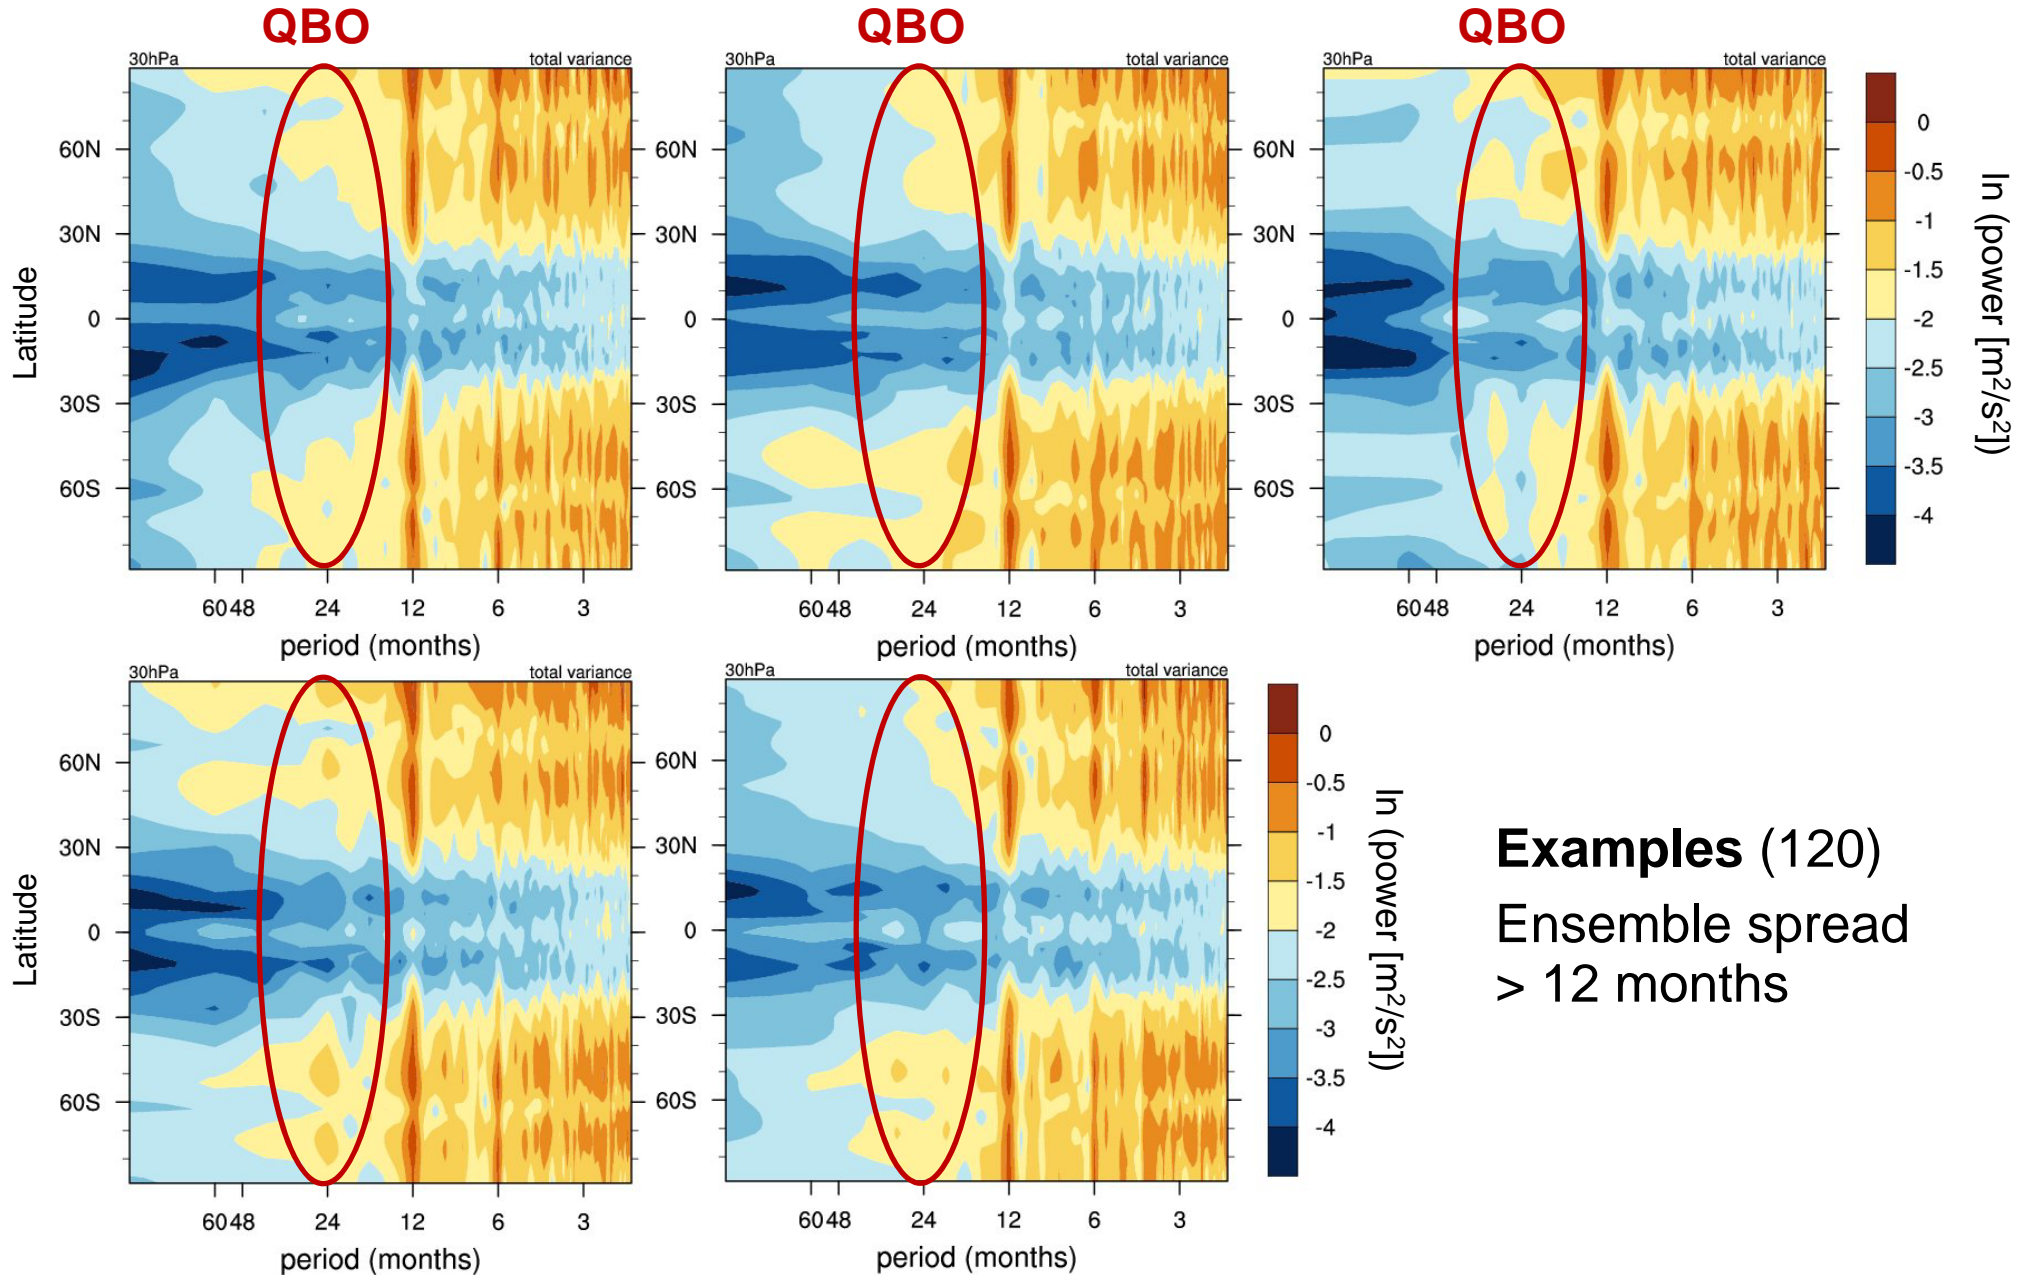 QBO QBO QBO
30hPa total variance 30hPa total variance 30hPa total variance
Latitude
60N
30N
0
30S
60S
60N
30N
0
30S
60S
60N
30N
0
30S
60S
60 48 24 12 6 3
period (months)
60 48 24 12 6 3
period (months)
60 48 24 12 6 3
period (months)
0
-0.5
-1
-1.5
-2
-2.5
-3
-3.5
-4
ln (power [m²/s²])
30hPa total variance 30hPa total variance
Latitude
60N
30N
0
30S
60S
60N
30N
0
30S
60S
60 48 24 12 6 3
period (months)
60 48 24 12 6 3
period (months)
0
-0.5
-1
-1.5
-2
-2.5
-3
-3.5
-4
ln (power [m²/s²])
Examples (120)
Ensemble spread
> 12 months